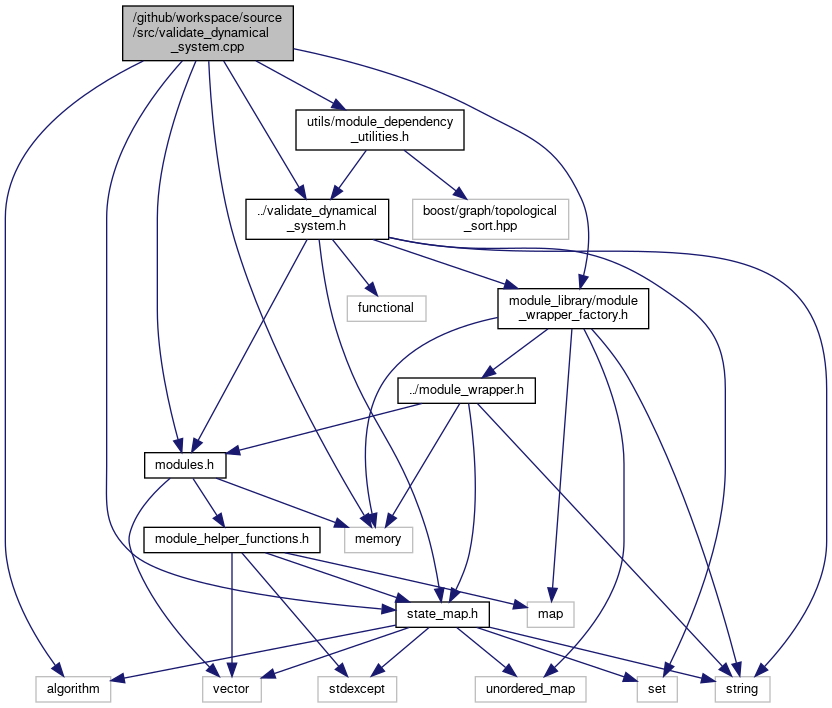 /github/workspace/source
/src/validate_dynamical
_system.cpp
utils/module_dependency
_utilities.h
../validate_dynamical
_system.h
boost/graph/topological
_sort.hpp
functional
module_library/module
_wrapper_factory.h
../module_wrapper.h
modules.h
memory
module_helper_functions.h
map
state_map.h
algorithm
vector
stdexcept
unordered_map
set
string